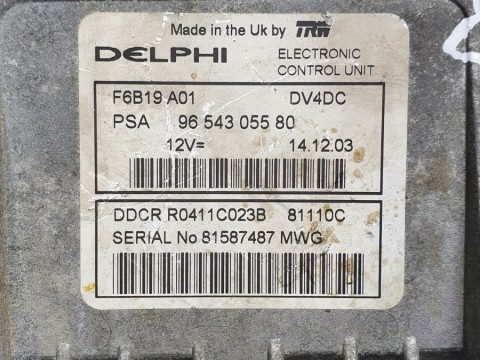 Made in the Uk by TRW
DELPHI
ELECTRONIC
CONTROL UNIT
F6B19 A01 DV4DC
PSA 96 543 055 80
12V= 14.12.03
DDCR R0411C023B 81110C
SERIAL No 81587487 MWG